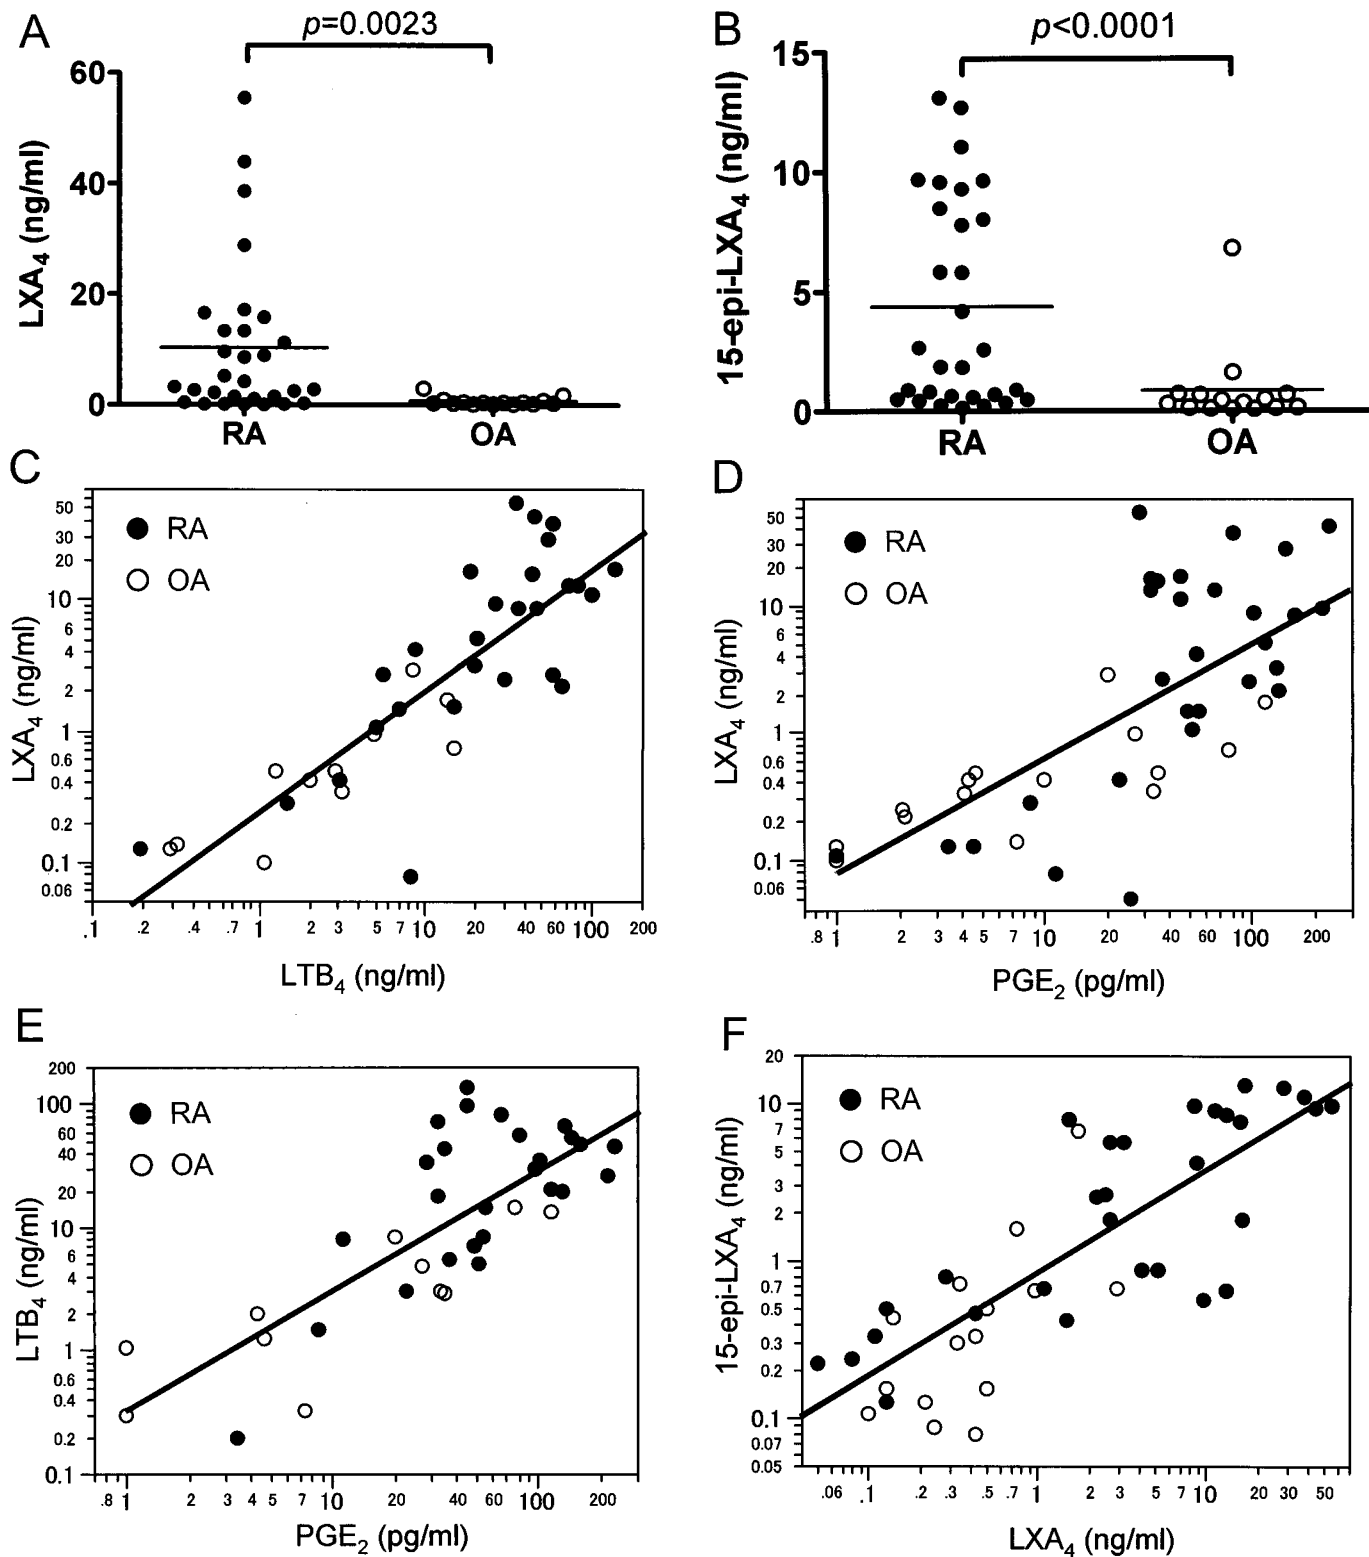 A
p=0.0023
60
40
20
0
LXA4 (ng/ml)
RA
OA
B
p<0.0001
15
10
5
0
15-epi-LXA4 (ng/ml)
RA
OA
C
RA
OA
50
30
20
10
6
4
2
1
0.6
0.4
0.2
0.1
0.06
LXA4 (ng/ml)
.1 .2 .4 .7 1 2 3 5 7 10 20 40 60 100 200
LTB4 (ng/ml)
D
RA
OA
50
30
20
10
6
4
2
1
0.6
0.4
0.2
0.1
0.06
LXA4 (ng/ml)
.8 1 2 3 4 5 7 10 20 40 60 100 200
PGE2 (pg/ml)
E
RA
OA
200
100
60
40
20
10
6
4
2
1
0.6
0.4
0.2
0.1
LTB4 (ng/ml)
.8 1 2 3 4 5 7 10 20 40 60 100 200
PGE2 (pg/ml)
F
RA
OA
20
10
7
5
3
2
1
0.7
0.5
0.3
0.2
0.1
0.07
0.05
15-epi-LXA4 (ng/ml)
.06 .1 .2 .3 .5 .7 1 2 3 5 7 10 20 30 50
LXA4 (ng/ml)